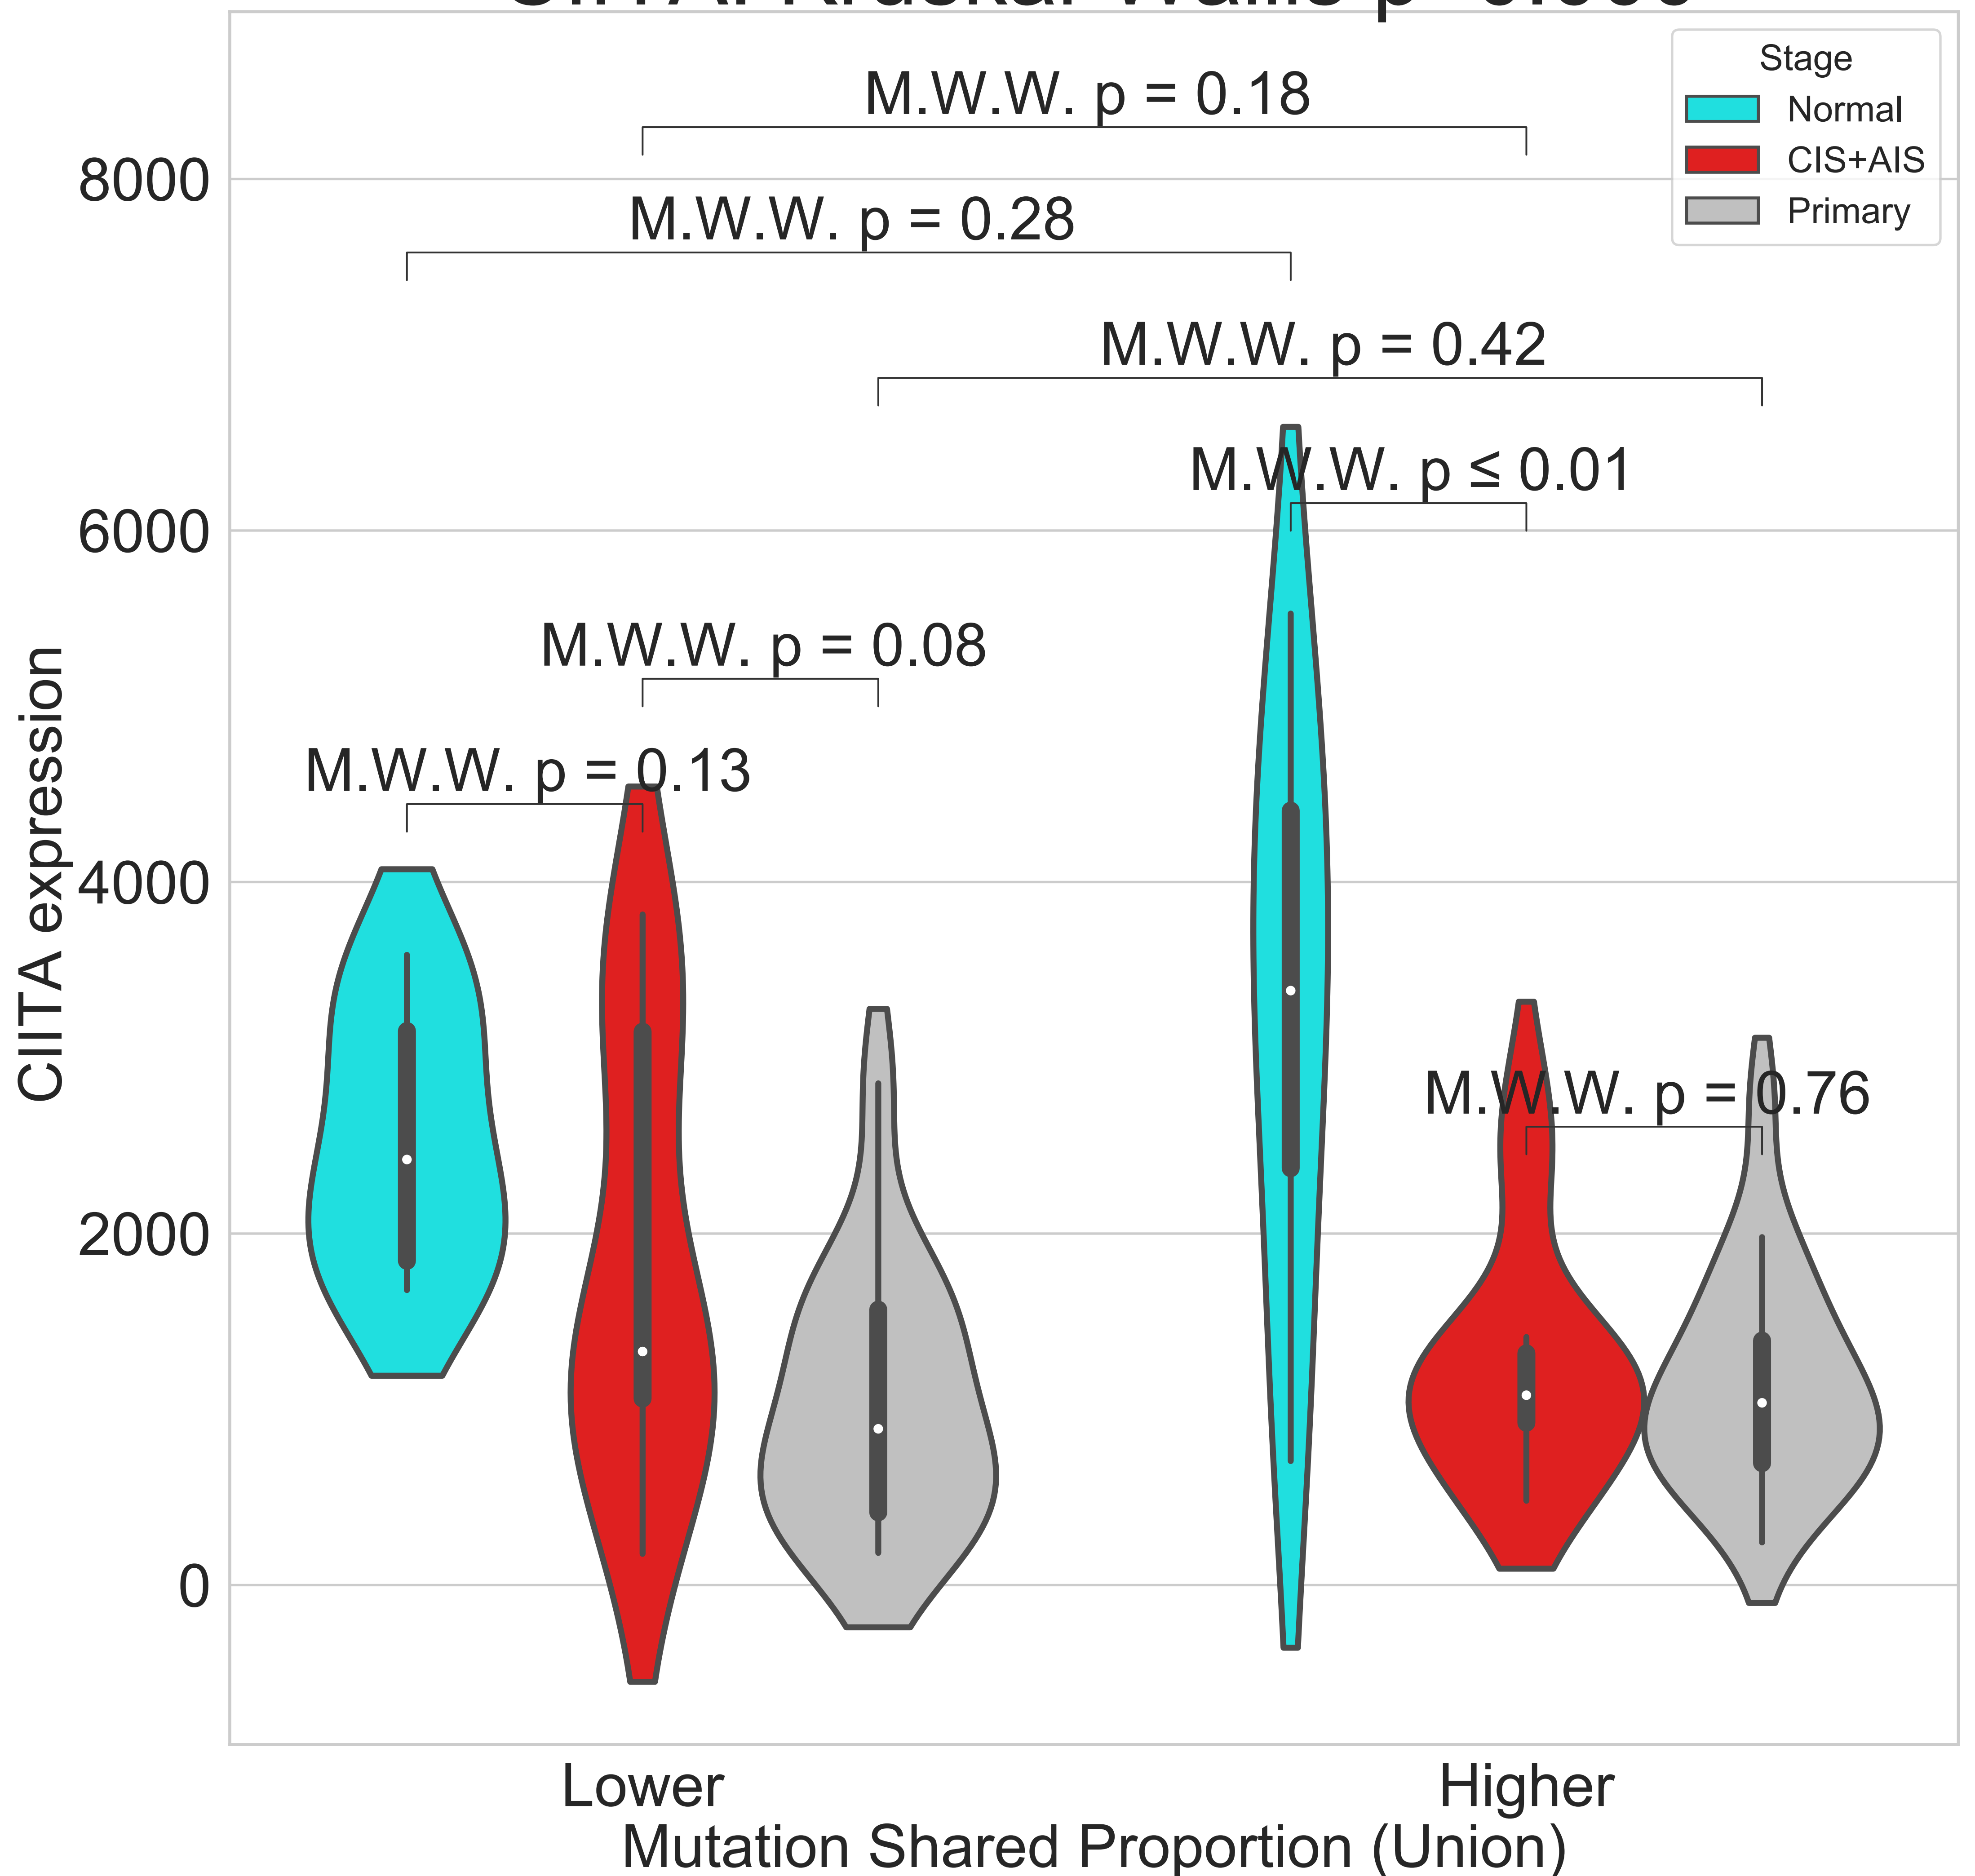 Stage
Normal
CIS+AIS
Primary
M.W.W. p = 0.18
8000
M.W.W. p = 0.28
M.W.W. p = 0.42
M.W.W. p ≤ 0.01
6000
M.W.W. p = 0.08
M.W.W. p = 0.13
4000
M.W.W. p = 0.76
2000
0
CIITA expression
Lower
Higher
Mutation Shared Proportion (Union)